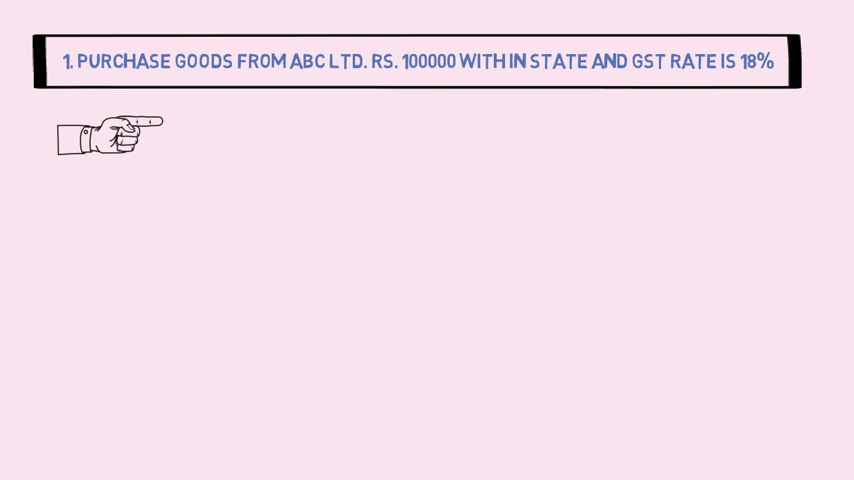 1. PURCHASE GOODS FROM ABC LTD. RS. 100000 WITH IN STATE AND GST RATE IS 18%